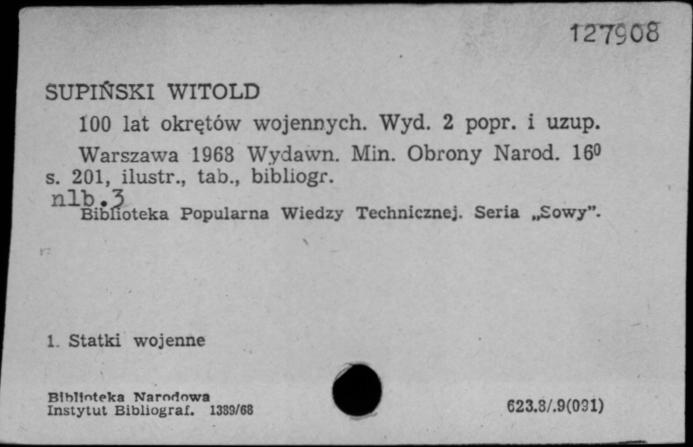 127908
SUPIŃSKI WITOLD
100 lat okrętów wojennych. Wyd. 2 popr. i uzup.
Warszawa 1968 Wydawn. Min. Obrony Narod. 16⁰
s. 201, ilustr., tab., bibliogr.
nlb.3
Biblioteka Popularna Wiedzy Technicznej. Seria „Sowy”.
1. Statki wojenne
Biblioteka Narodowa
Instytut Bibliograf. 1389/68
623.8/.9(091)